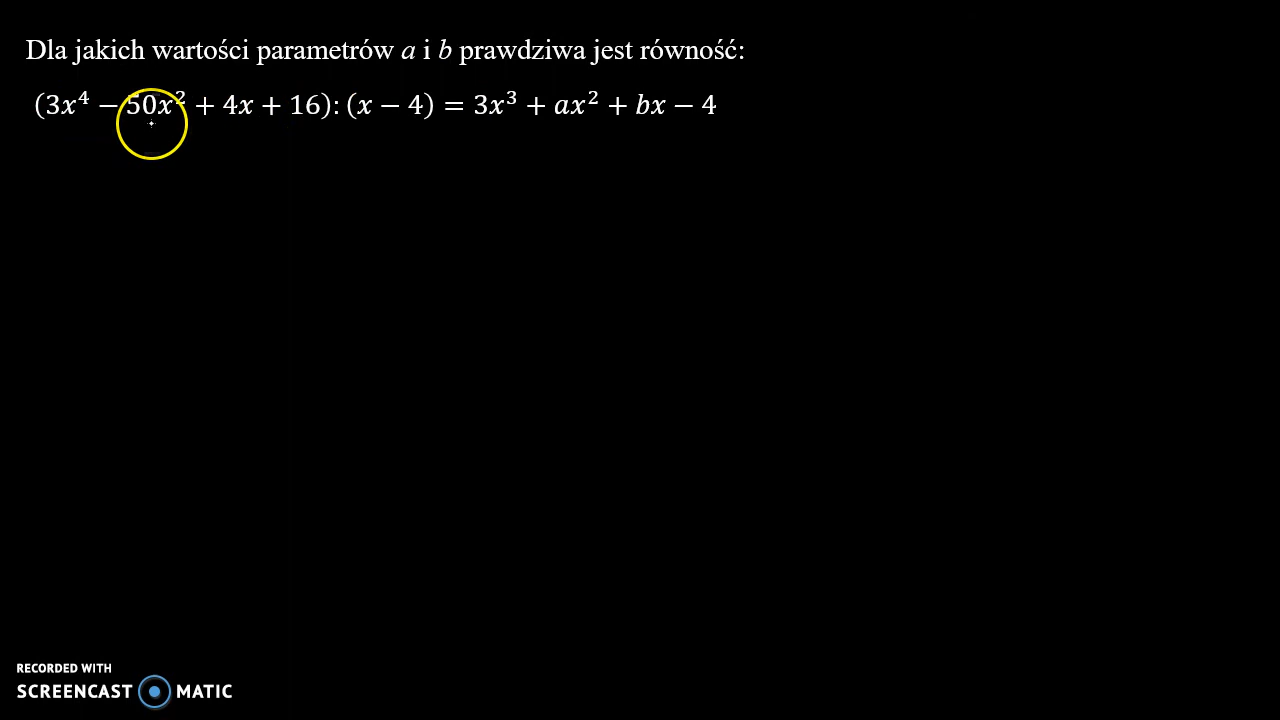 Dla jakich wartości parametrów a i b prawdziwa jest równość:
(3x⁴ − 50x² + 4x + 16): (x − 4) = 3x³ + ax² + bx − 4
RECORDED WITH
SCREENCAST MATIC